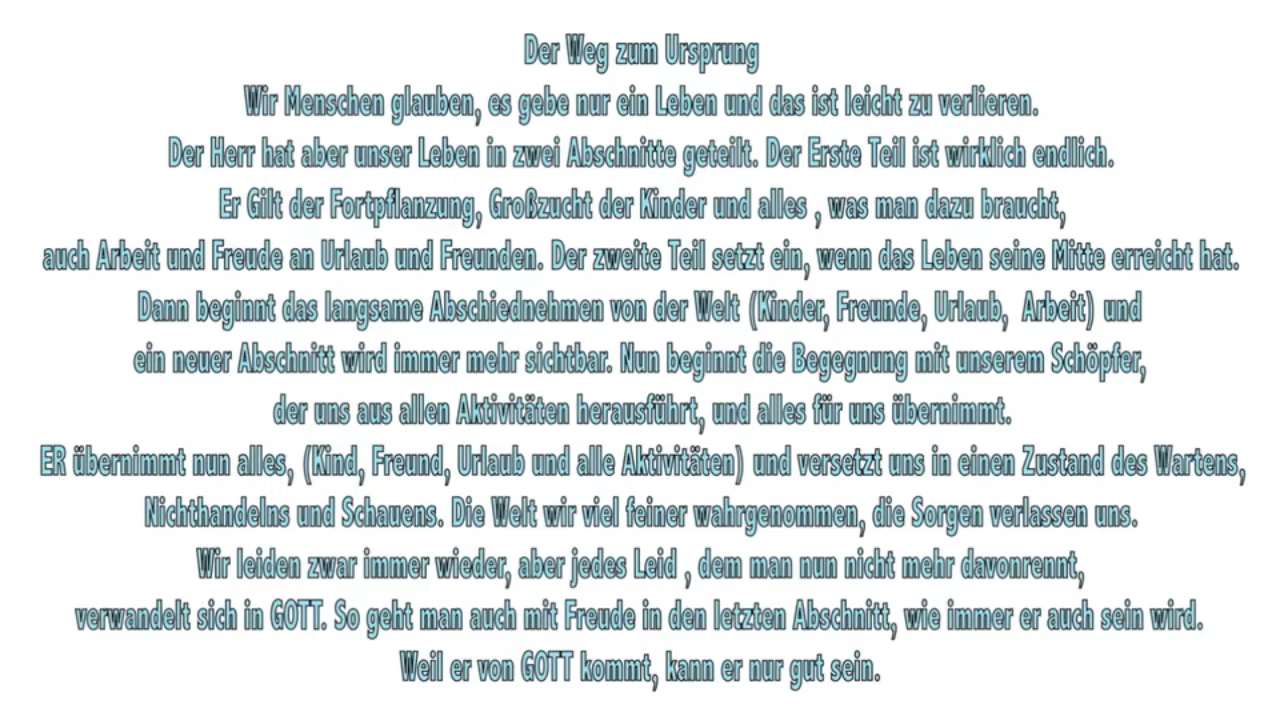 Der Weg zum Ursprung
Wir Menschen glauben, es gebe nur ein Leben und das ist leicht zu verlieren.
Der Herr hat aber unser Leben in zwei Abschnitte geteilt. Der Erste Teil ist wirklich endlich.
Er Gilt der Fortpflanzung, Großzucht der Kinder und alles , was man dazu braucht,
auch Arbeit und Freude an Urlaub und Freunden. Der zweite Teil setzt ein, wenn das Leben seine Mitte erreicht hat.
Dann beginnt das langsame Abschiednehmen von der Welt (Kinder, Freunde, Urlaub,  Arbeit) und
ein neuer Abschnitt wird immer mehr sichtbar. Nun beginnt die Begegnung mit unserem Schöpfer,
der uns aus allen Aktivitäten herausführt, und alles für uns übernimmt.
ER übernimmt nun alles, (Kind, Freund, Urlaub und alle Aktivitäten) und versetzt uns in einen Zustand des Wartens,
Nichthandelns und Schauens. Die Welt wir viel feiner wahrgenommen, die Sorgen verlassen uns.
Wir leiden zwar immer wieder, aber jedes Leid , dem man nun nicht mehr davonrennt,
verwandelt sich in GOTT. So geht man auch mit Freude in den letzten Abschnitt, wie immer er auch sein wird.
Weil er von GOTT kommt, kann er nur gut sein.